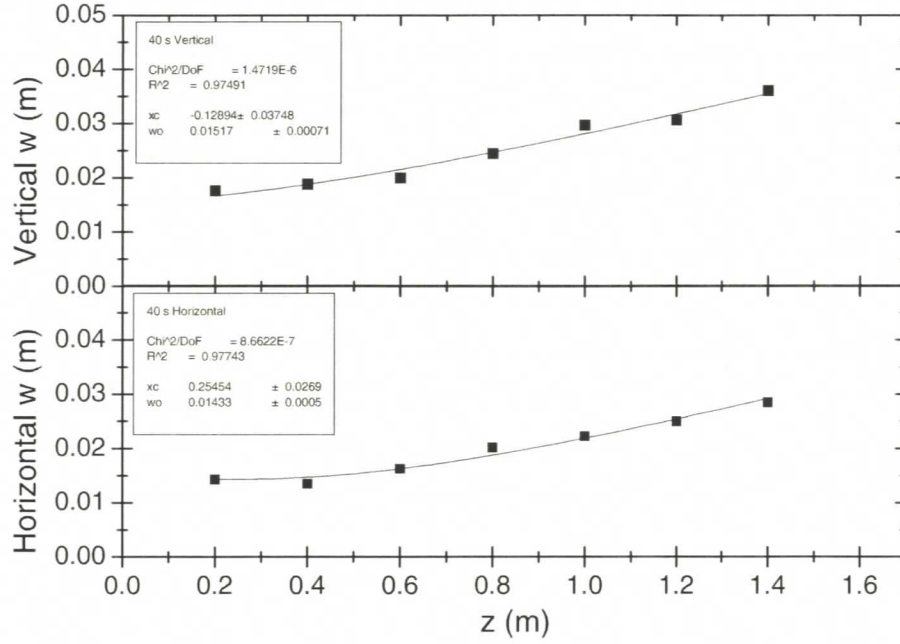 0.05
0.04
0.03
0.02
0.01
0.00
Vertical w (m)
40 s Vertical
Chi^2/DoF = 1.4719E-6
R^2 = 0.97491
xc -0.12894± 0.03748
wo 0.01517 ± 0.00071
0.04
0.03
0.02
0.01
0.00
Horizontal w (m)
40 s Horizontal
Chi^2/DoF = 8.6622E-7
R^2 = 0.97743
xc 0.25454 ± 0.0269
wo 0.01433 ± 0.0005
0.0 0.2 0.4 0.6 0.8 1.0 1.2 1.4 1.6
z (m)